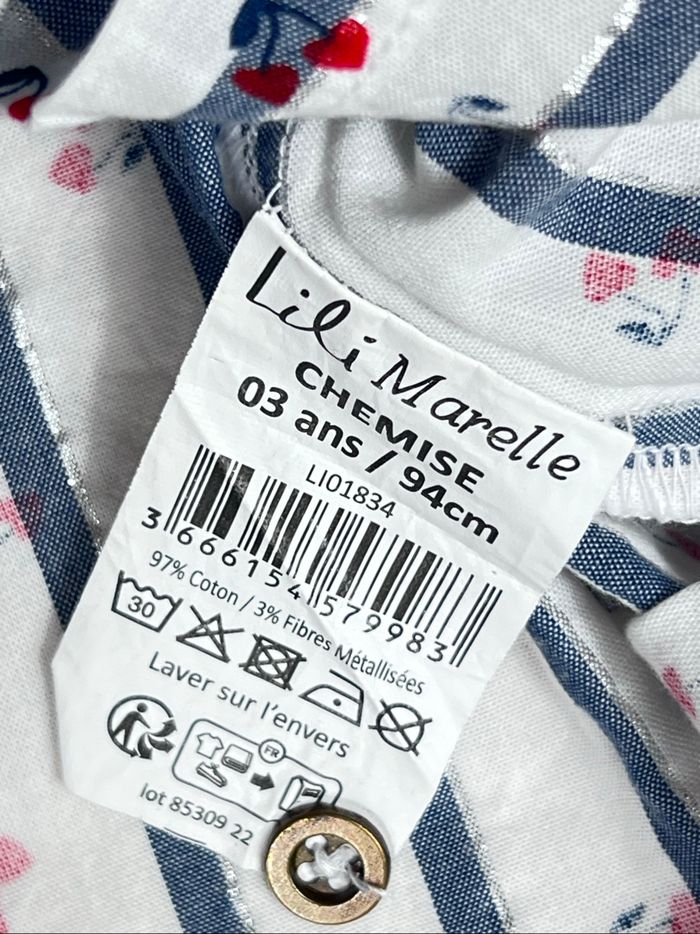 Lili Marelle
CHEMISE
03 ans / 94cm
LI01834
3 666154 579983
97% Coton / 3% Fibres Métallisées
30
Laver sur l'envers
FR
lot 85309 22